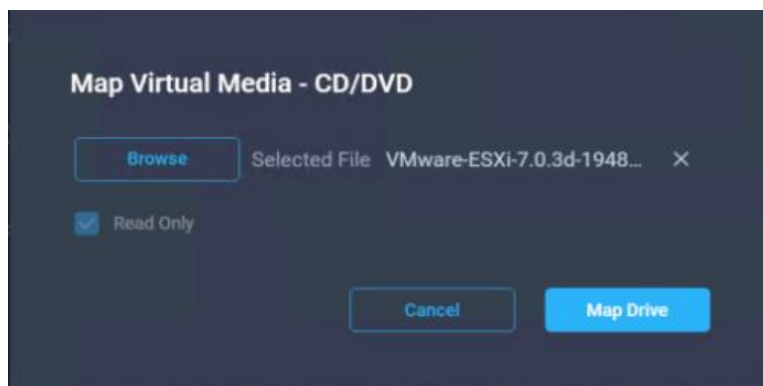 Map Virtual Media - CD/DVD
Browse Selected File VMware-ESXi-7.0.3d-1948...
Read Only
Cancel Map Drive